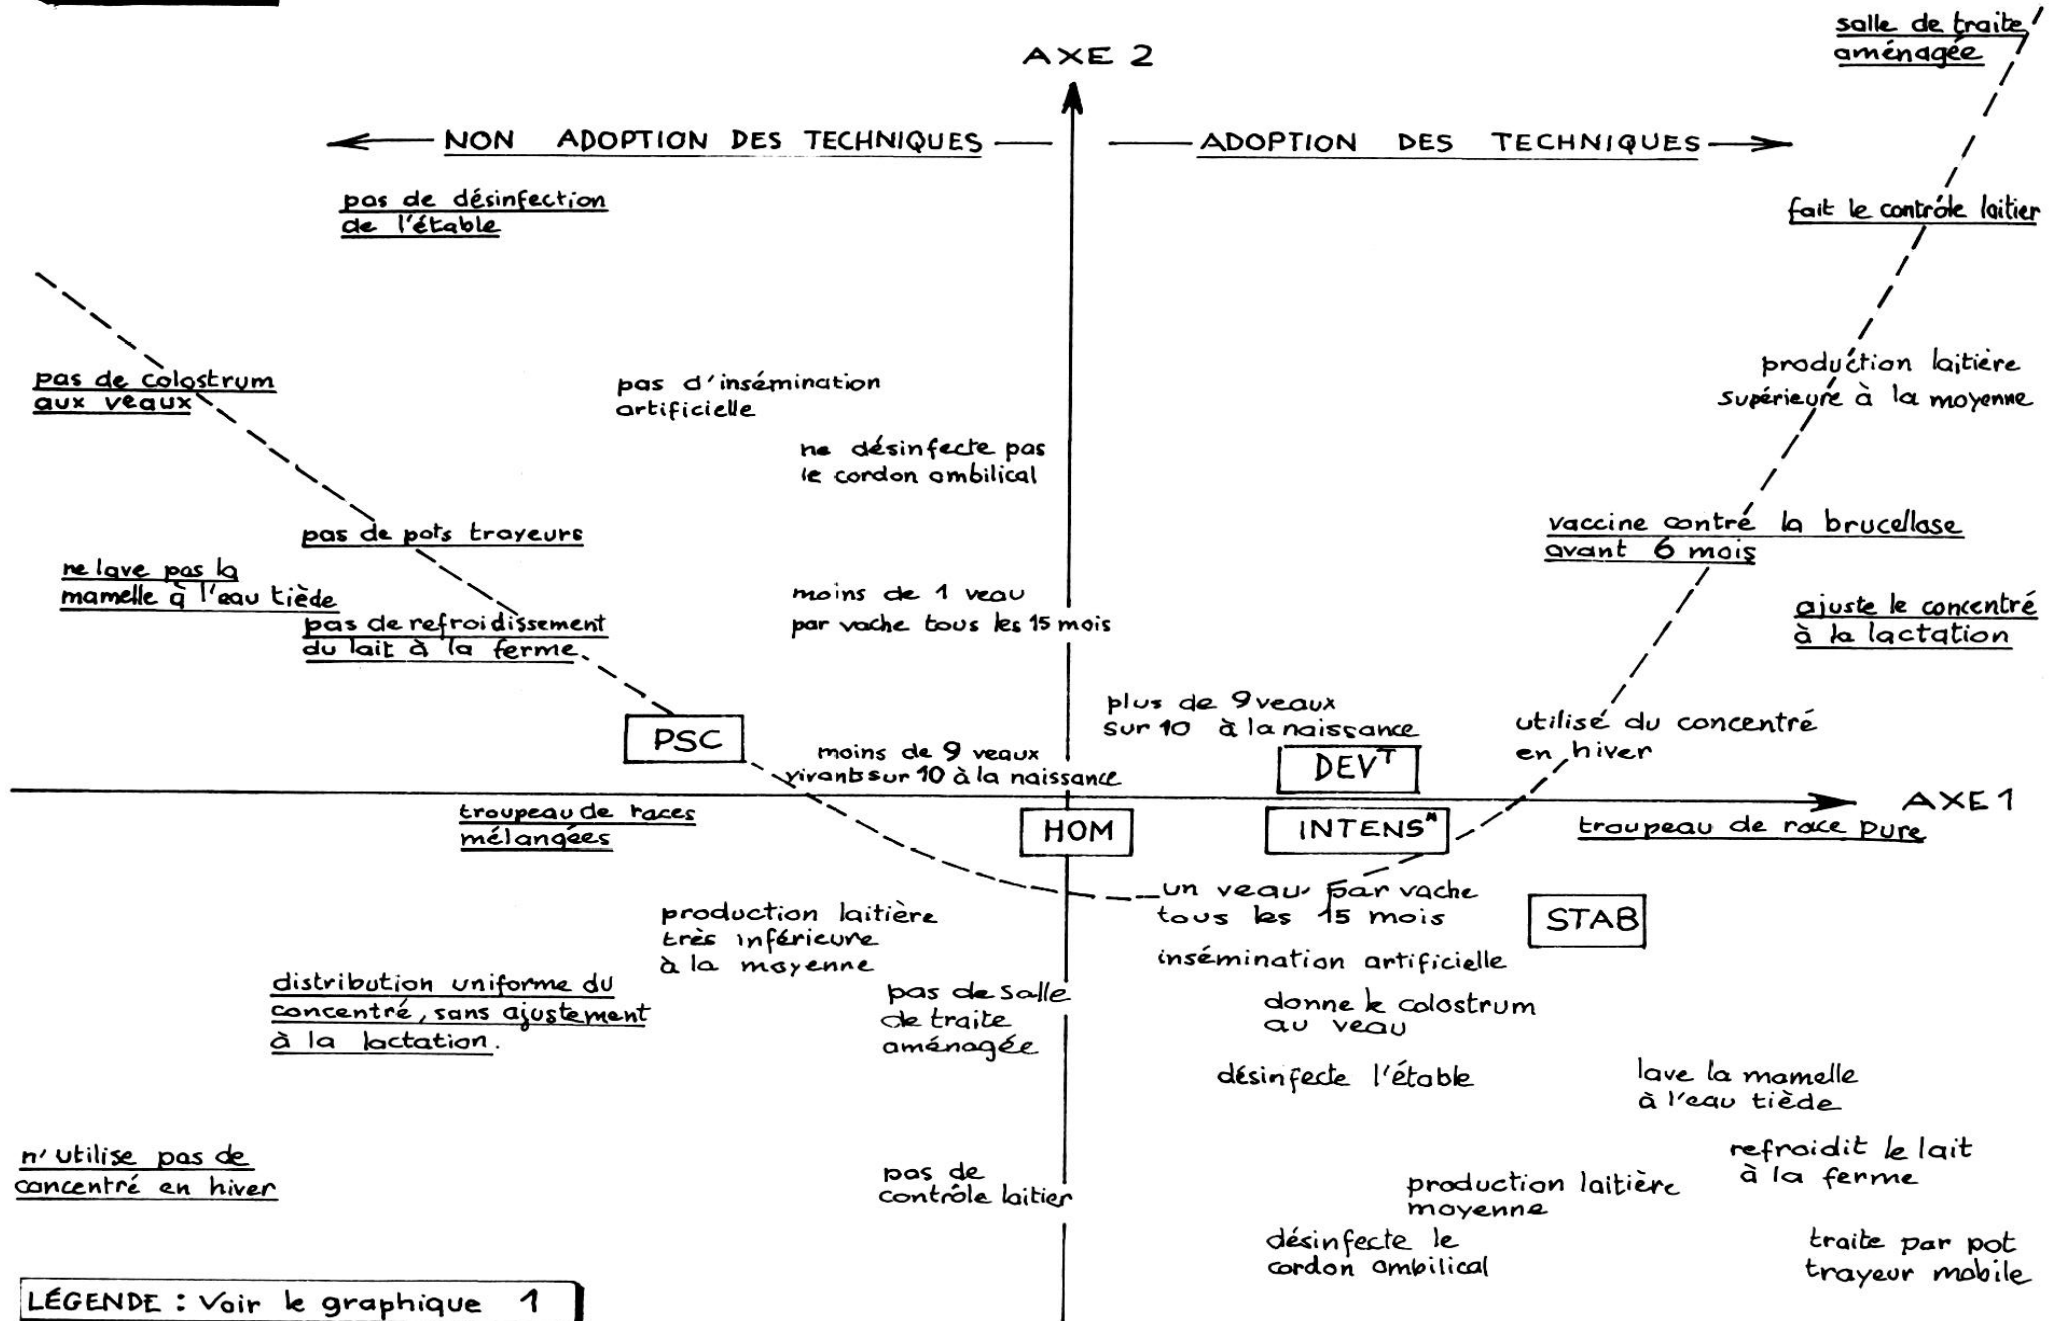 salle de traite
aménagée
AXE 2
NON ADOPTION DES TECHNIQUES
ADOPTION DES TECHNIQUES
pas de désinfection
de l'étable
fait le contrôle laitier
pas de colostrum
aux veaux
pas d'insémination
artificielle
production laitière
supérieure à la moyenne
ne désinfecte pas
le cordon ombilical
pas de pots trayeurs
vaccine contre la brucellose
avant 6 mois
ne lave pas la
mamelle à l'eau tiède
pas de refroidissement
du lait à la ferme
moins de 1 veau
par vache tous les 15 mois
ajuste le concentré
à la lactation
plus de 9 veaux
sur 10 à la naissance
utilise du concentré
en hiver
PSC
moins de 9 veaux
vivants sur 10 à la naissance
DEVT
AXE 1
troupeau de races
mélangées
HOM
INTENSN
troupeau de race pure
un veau par vache
tous les 15 mois
STAB
production laitière
très inférieure
à la moyenne
insémination artificielle
distribution uniforme du
concentré, sans ajustement
à la lactation.
pas de salle
de traite
aménagée
donne le colostrum
au veau
désinfecte l'étable
lave la mamelle
à l'eau tiède
n'utilise pas de
concentré en hiver
pas de
contrôle laitier
refroidit le lait
à la ferme
production laitière
moyenne
désinfecte le
cordon ombilical
traite par pot
trayeur mobile
LÉGENDE : Voir le graphique 1